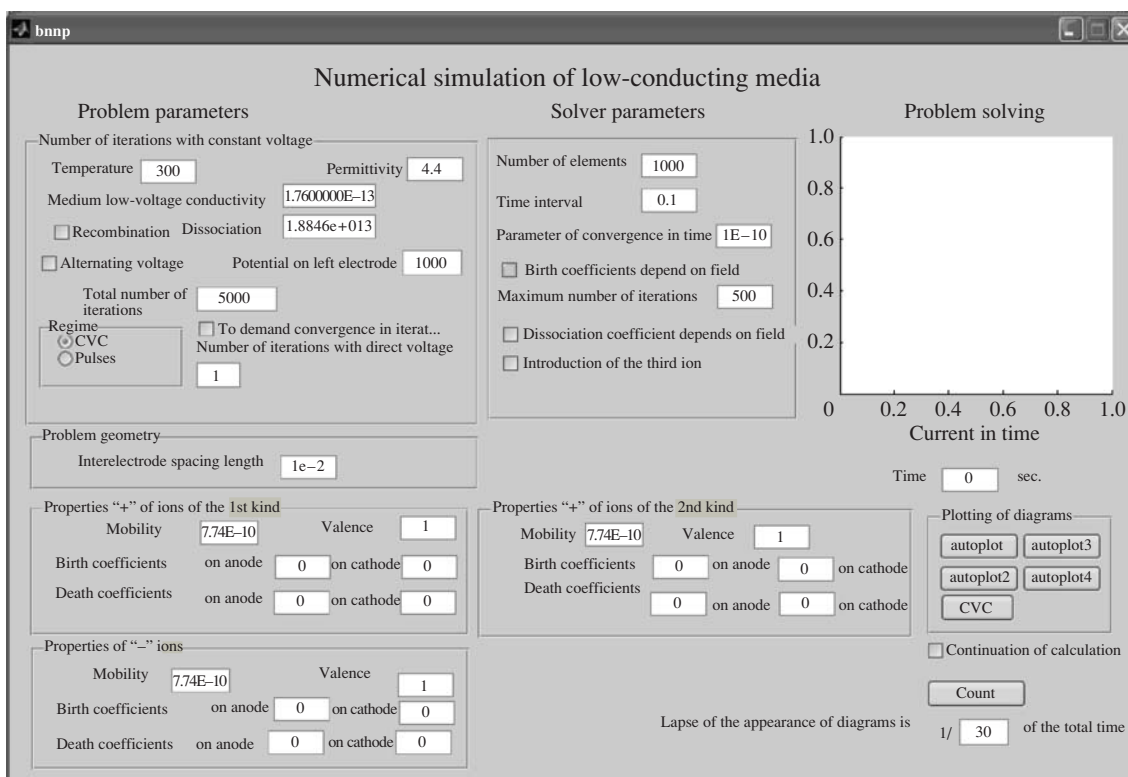 bnnp
Numerical simulation of low-conducting media
Problem parameters
Number of iterations with constant voltage
Temperature 300 Permittivity 4.4
Medium low-voltage conductivity 1.7600000E–13
Recombination Dissociation 1.8846e+013
Alternating voltage Potential on left electrode 1000
Total number of
iterations 5000
Regime
CVC
Pulses
To demand convergence in iterat...
Number of iterations with direct voltage
1
Problem geometry
Interelectrode spacing length 1e–2
Properties “+” of ions of the 1st kind
Mobility 7.74E–10 Valence 1
Birth coefficients on anode 0 on cathode 0
Death coefficients on anode 0 on cathode 0
Properties of “–” ions
Mobility 7.74E–10 Valence 1
Birth coefficients on anode 0 on cathode 0
Death coefficients on anode 0 on cathode 0
Solver parameters
Number of elements 1000
Time interval 0.1
Parameter of convergence in time 1E–10
Birth coefficients depend on field
Maximum number of iterations 500
Dissociation coefficient depends on field
Introduction of the third ion
Properties “+” of ions of the 2nd kind
Mobility 7.74E–10 Valence 1
Birth coefficients 0 on anode 0 on cathode
Death coefficients
0 on anode 0 on cathode
Problem solving
1.0
0.8
0.6
0.4
0.2
0 0.2 0.4 0.6 0.8 1.0
Current in time
Time 0 sec.
Plotting of diagrams
autoplot autoplot3
autoplot2 autoplot4
CVC
Continuation of calculation
Count
Lapse of the appearance of diagrams is 1/ 30 of the total time